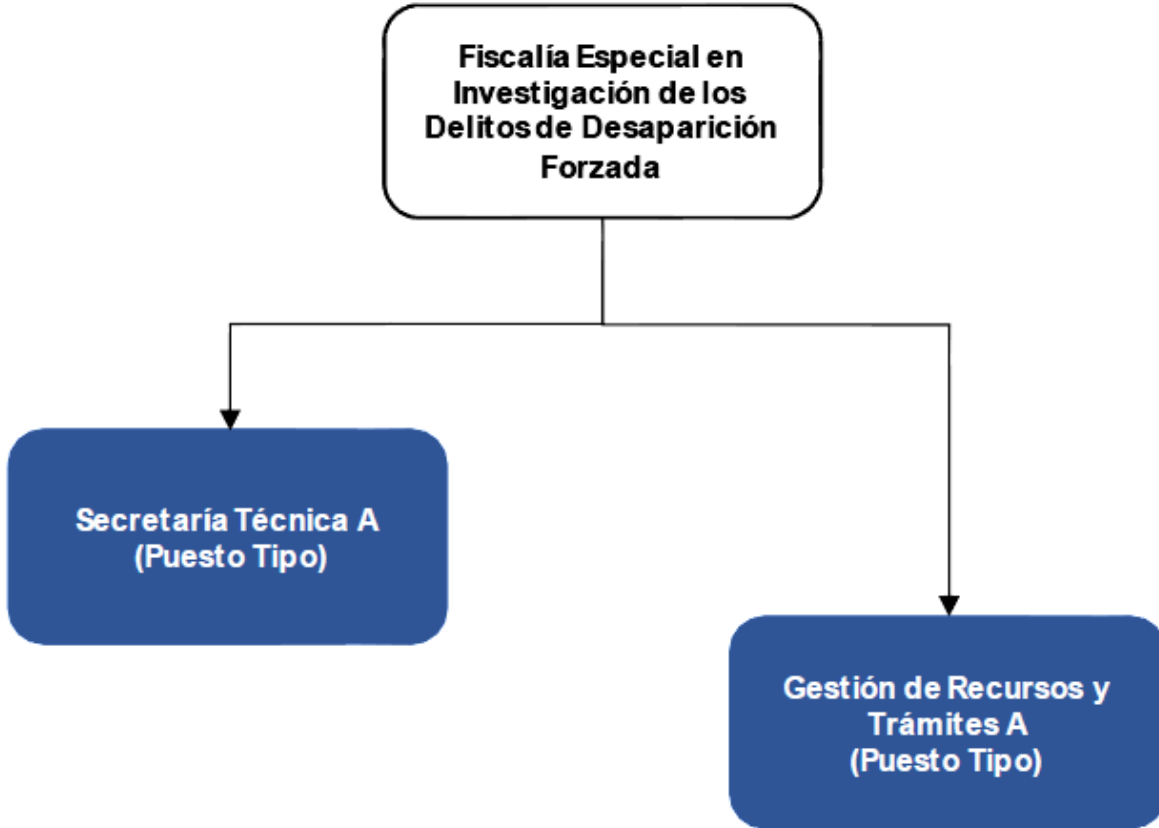 Fiscalía Especial en
Investigación de los
Delitos de Desaparición
Forzada
Secretaría Técnica A
(Puesto Tipo)
Gestión de Recursos y
Trámites A
(Puesto Tipo)